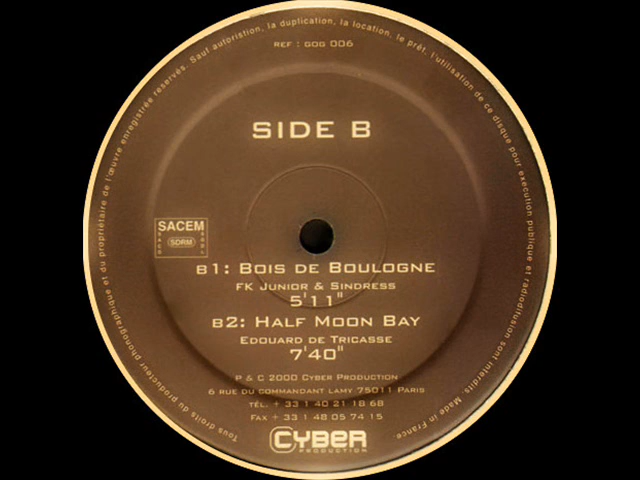 Tous droits du producteur phonographique et du propriétaire de l'œuvre enregistrée réservés. Sauf autorisation, la duplication, la location, le prêt, l'utilisation de ce disque pour exécution publique et radiodifusion sont interdits. Made in France
REF : GOG 006
SIDE B
SACEM
SDRM
B1: BOIS DE BOULOGNE
FK JUNIOR & SINDRESS
5'11"
B2: HALF MOON BAY
EDOUARD DE TRICASSE
7'40"
P & C 2000 CYBER PRODUCTION
6 RUE DU COMMANDANT LAMY 75011 PARIS
TÉL. + 33 1 40 21 18 68
FAX + 33 1 48 05 74 15
CYBER
PRODUCTION